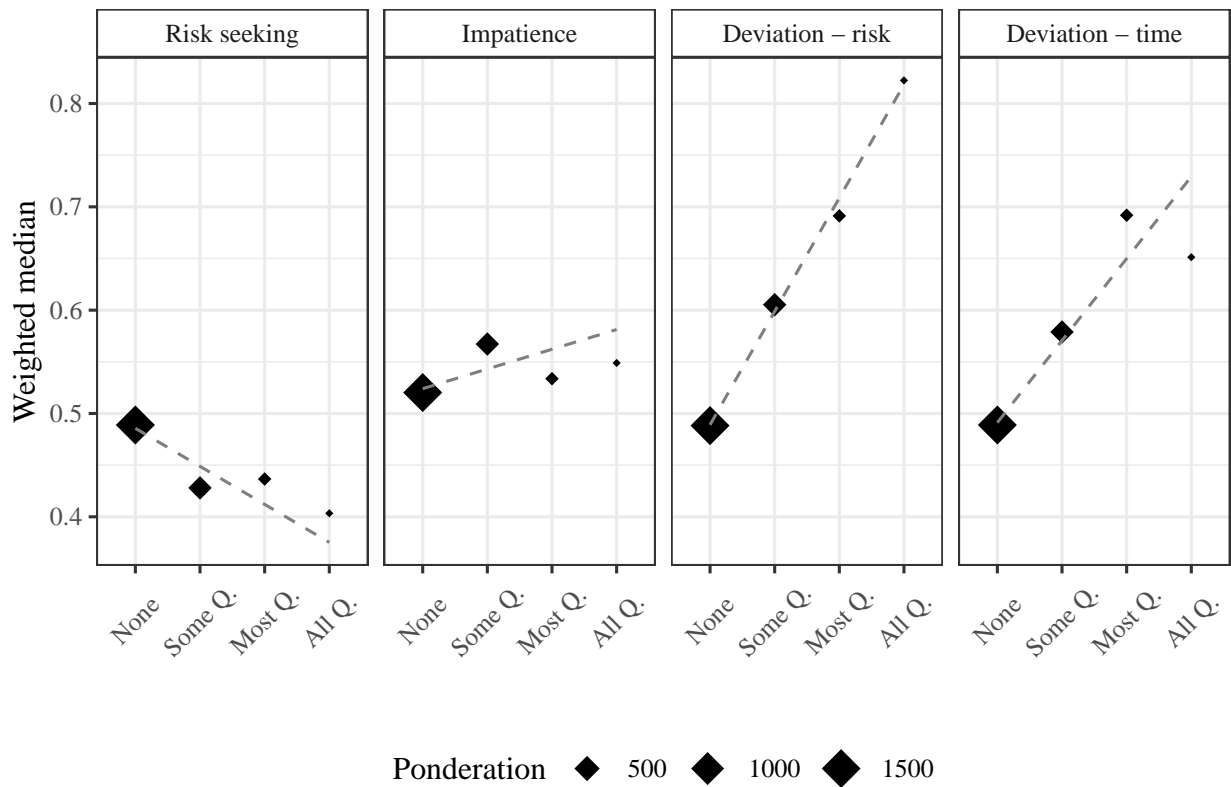 Risk seeking Impatience Deviation – risk Deviation – time
Weighted median
0.8
0.7
0.6
0.5
0.4
None Some Q. Most Q. All Q. None Some Q. Most Q. All Q. None Some Q. Most Q. All Q. None Some Q. Most Q. All Q.
Ponderation 500 1000 1500